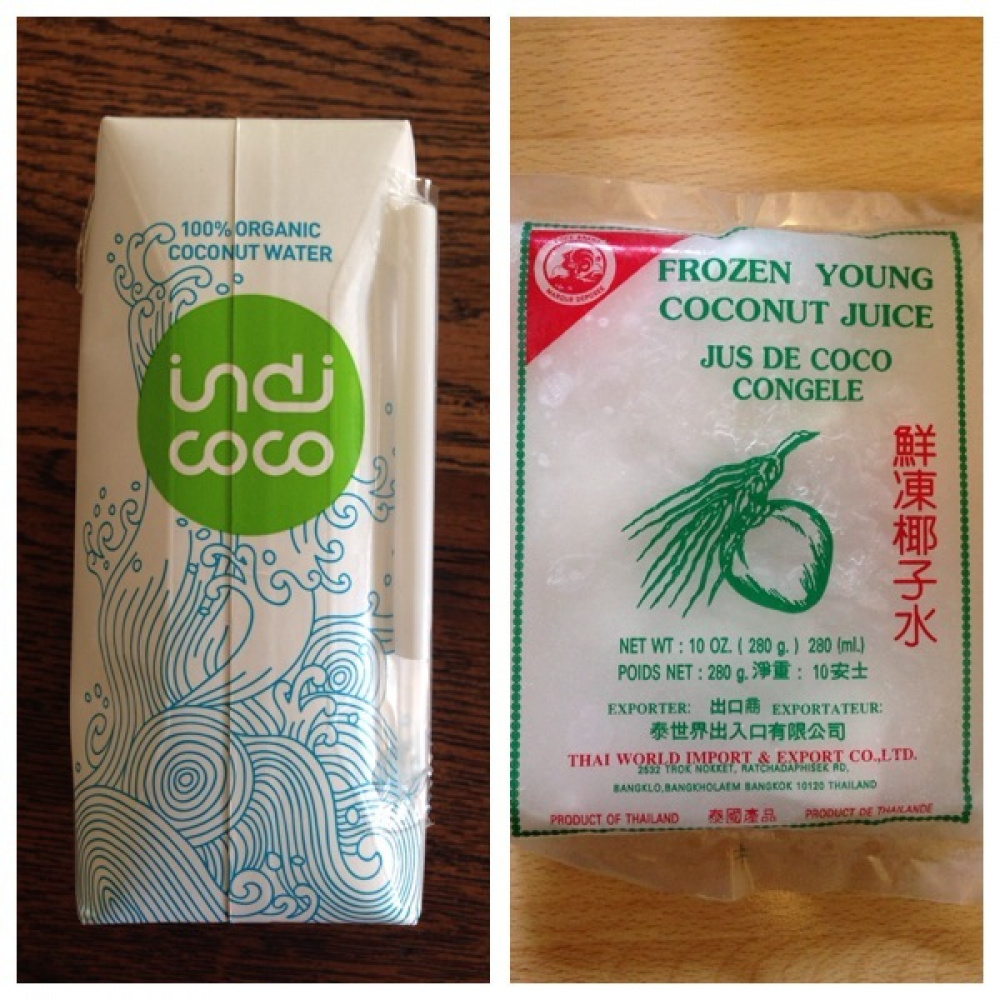 100% ORGANIC
COCONUT WATER
indi
coco
MARQUE DEPOSEE
FROZEN YOUNG
COCONUT JUICE
JUS DE COCO
CONGELE
鮮凍椰子水
NET WT : 10 OZ. ( 280 g. ) 280 (ml.)
POIDS NET : 280 g. 淨重 : 10安士
EXPORTER: 出口商 EXPORTATEUR:
泰世界出入口有限公司
THAI WORLD IMPORT & EXPORT CO.,LTD.
2532 TROK NOKKET, RATCHADAPHISEK RD,
BANGKLO,BANGKHOLAEM BANGKOK 10120 THAILAND
PRODUCT OF THAILAND 泰國產品 PRODUCT DE THAILANDE